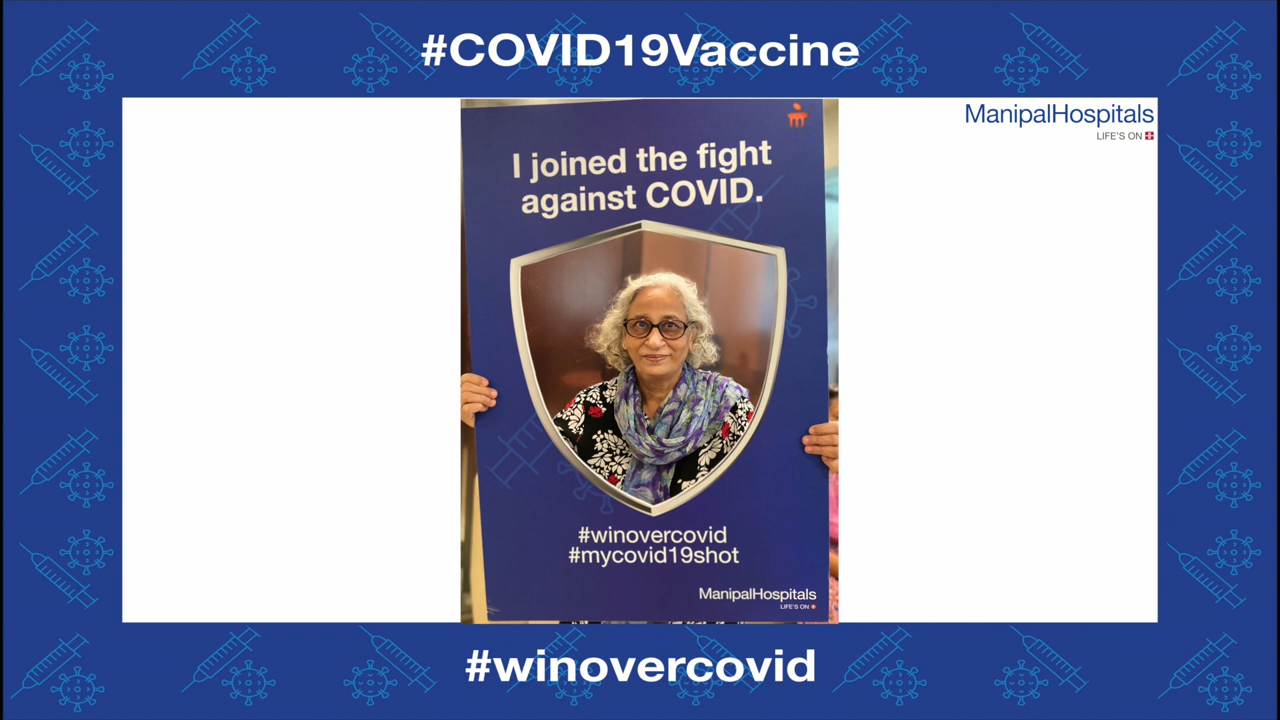 #COVID19Vaccine
ManipalHospitals
LIFE'S ON
I joined the fight
against COVID.
#winovercovid
#mycovid19shot
ManipalHospitals
LIFE'S ON
#winovercovid